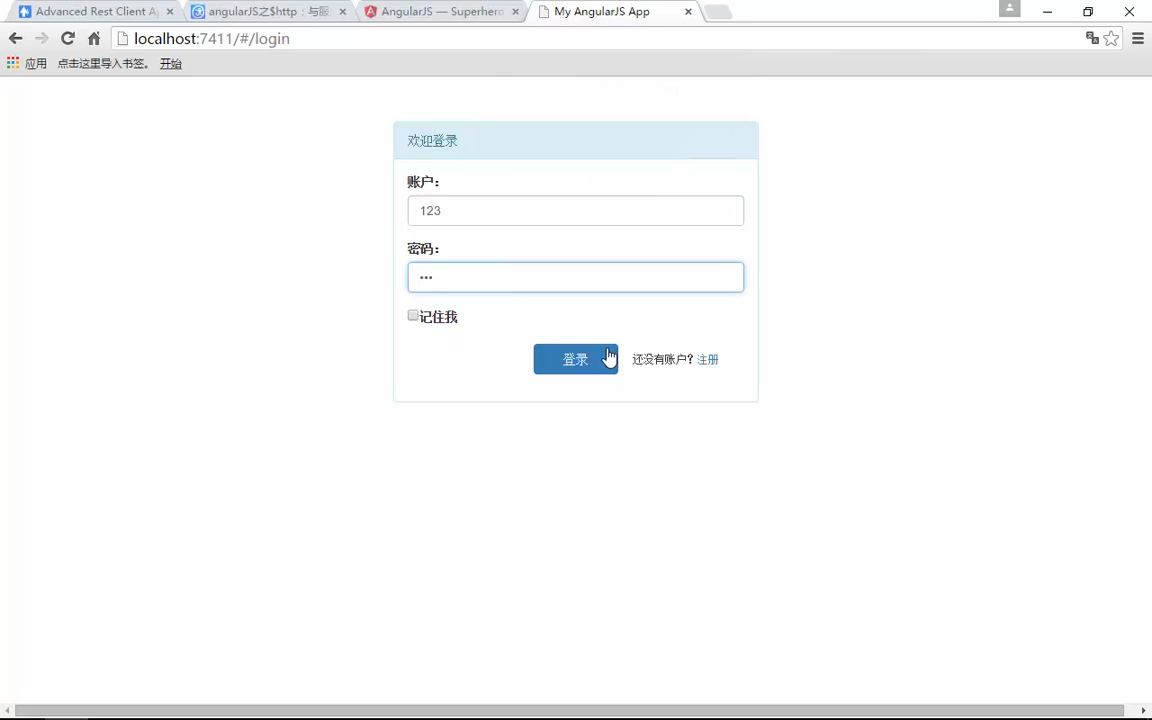 Advanced Rest Client A
angularJS之$http：与服
AngularJS — Superhero
My AngularJS App
localhost:7411/#/login
应用 点击这里导入书签。 开始
欢迎登录
账户：
123
密码：
•••
记住我
登录 还没有账户? 注册